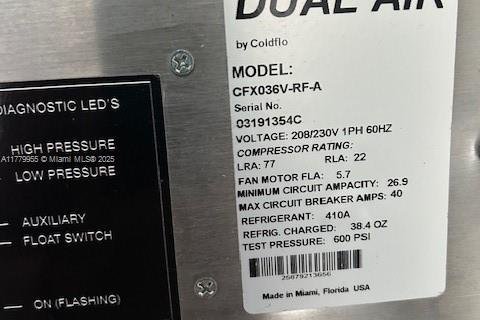 DUAL AIR
by Coldflo
MODEL:
CFX036V-RF-A
Serial No.
03191354C
VOLTAGE: 208/230V 1PH 60HZ
COMPRESSOR RATING:
LRA: 77 RLA: 22
FAN MOTOR FLA: 5.7
MINIMUM CIRCUIT AMPACITY: 26.9
MAX CIRCUIT BREAKER AMPS: 40
REFRIGERANT: 410A
REFRIG. CHARGED: 38.4 OZ
TEST PRESSURE: 600 PSI
25879213656
Made in Miami, Florida USA
DIAGNOSTIC LED'S
HIGH PRESSURE
A11779955 © Miami MLS® 2025
LOW PRESSURE
AUXILIARY
FLOAT SWITCH
ON (FLASHING)